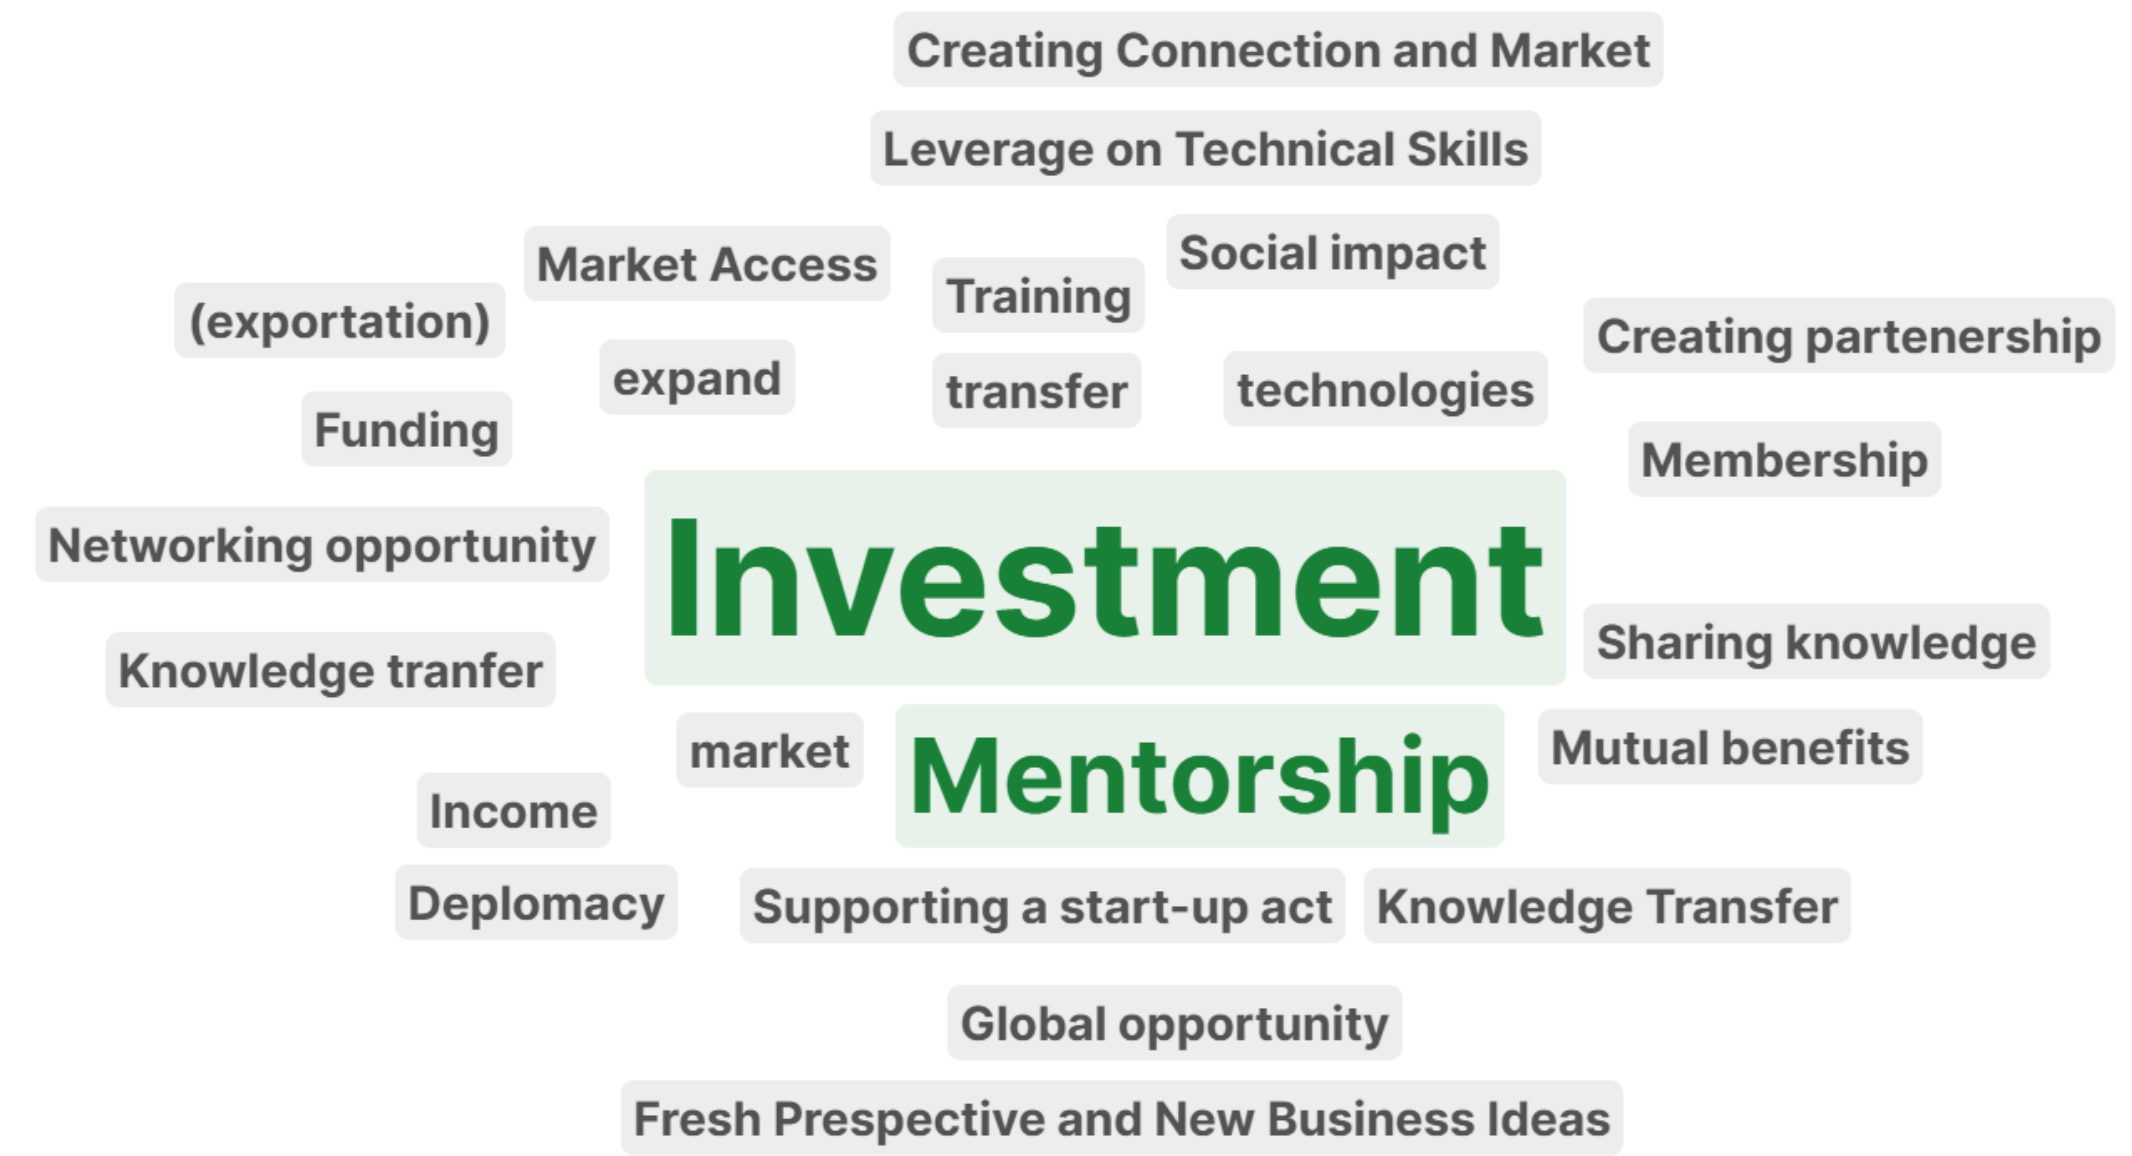 Creating Connection and Market
Leverage on Technical Skills
Social impact
Market Access
Training
(exportation)
Creating partenership
expand
transfer
technologies
Funding
Membership
Networking opportunity
Investment
Sharing knowledge
Knowledge tranfer
market
Mentorship
Mutual benefits
Income
Deplomacy
Supporting a start-up act
Knowledge Transfer
Global opportunity
Fresh Prespective and New Business Ideas